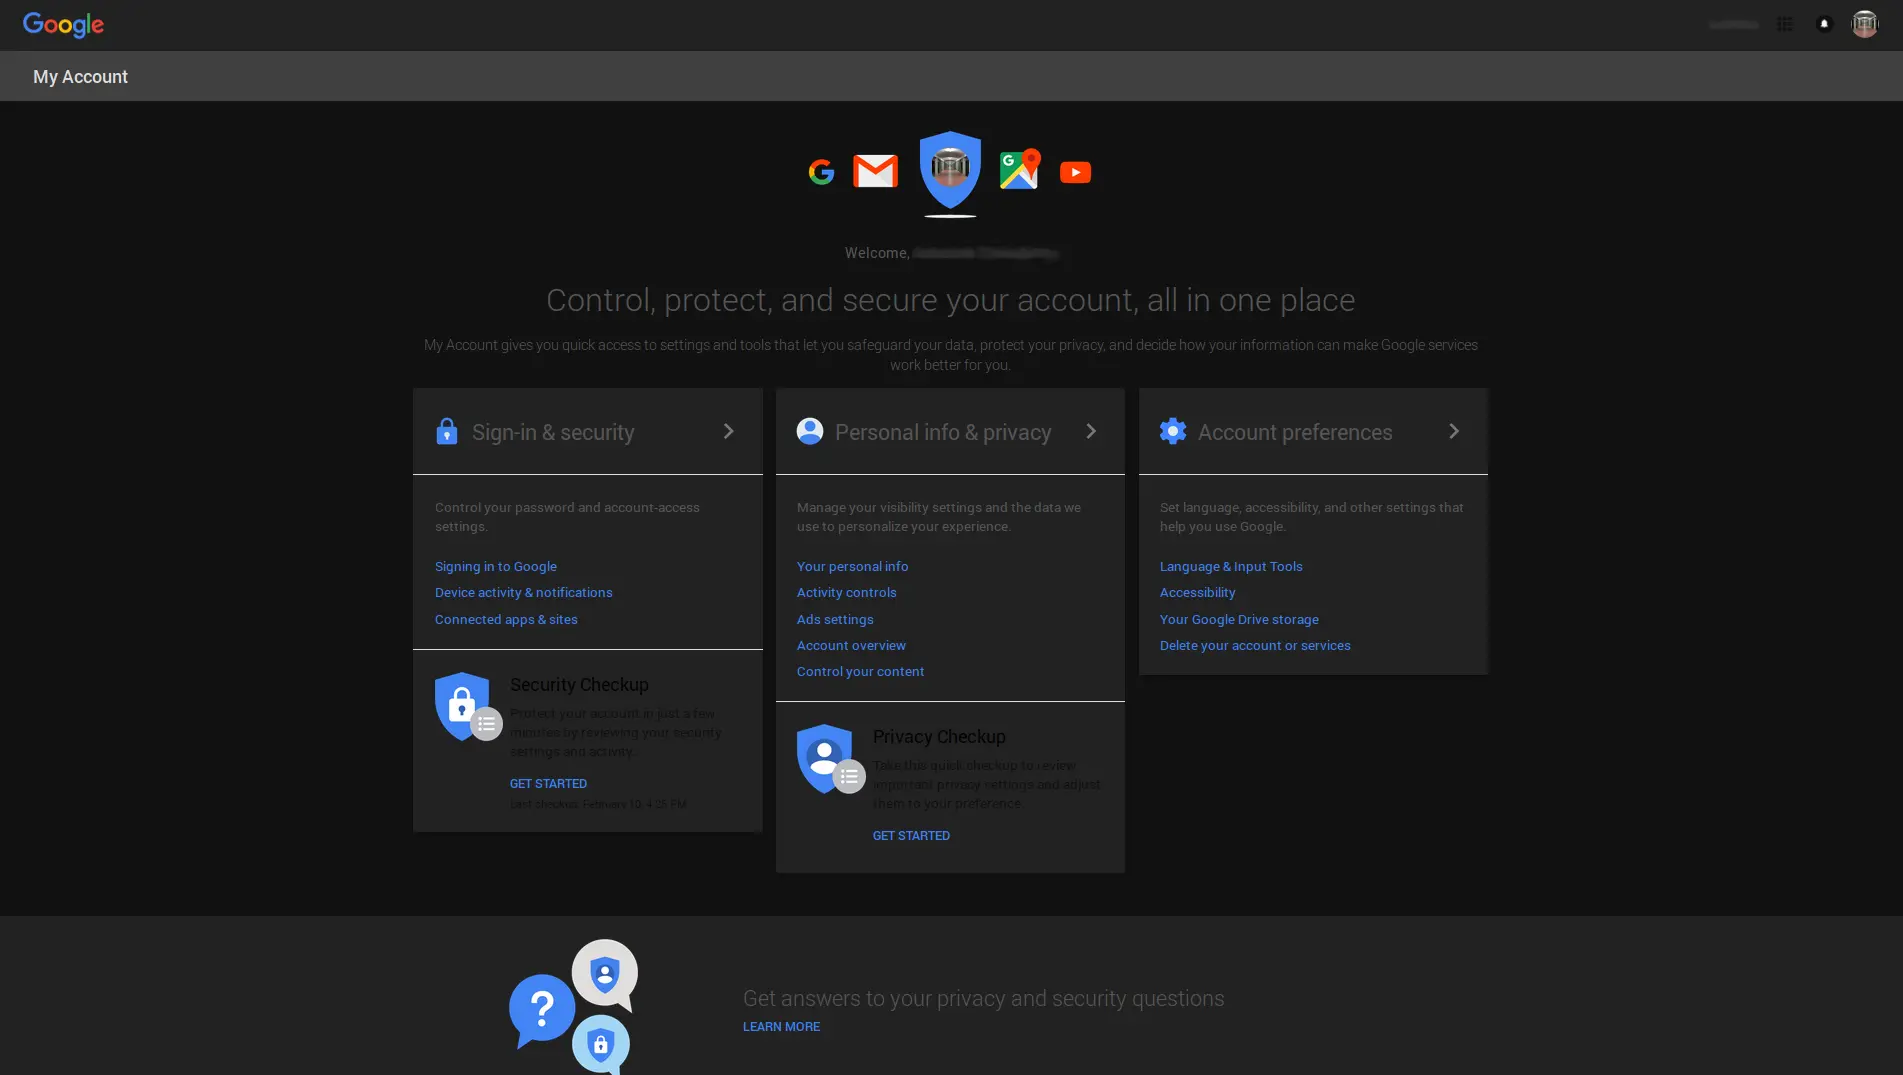 Google
My Account
Welcome,
Control, protect, and secure your account, all in one place
My Account gives you quick access to settings and tools that let you safeguard your data, protect your privacy, and decide how your information can make Google services
work better for you.
Sign-in & security
Control your password and account-access
settings.
Signing in to Google
Device activity & notifications
Connected apps & sites
Security Checkup
Protect your account in just a few
minutes by reviewing your security
settings and activity.
GET STARTED
Last checked: February 10, 4:28 PM
Personal info & privacy
Manage your visibility settings and the data we
use to personalize your experience.
Your personal info
Activity controls
Ads settings
Account overview
Control your content
Privacy Checkup
Take this quick checkup to review
important privacy settings and adjust
them to your preference.
GET STARTED
Account preferences
Set language, accessibility, and other settings that
help you use Google.
Language & Input Tools
Accessibility
Your Google Drive storage
Delete your account or services
Get answers to your privacy and security questions
LEARN MORE